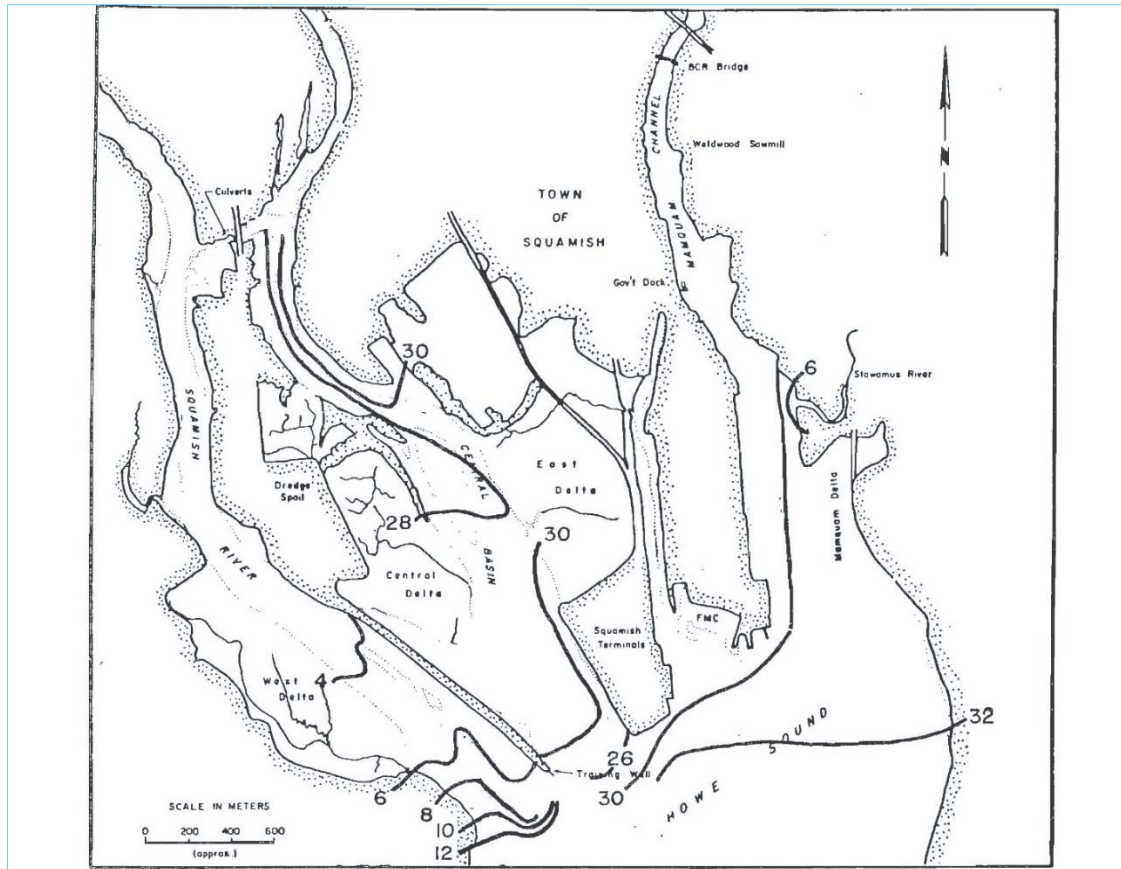 BCR Bridge
CHANNEL
Weldwood Sawmill
N
Culverts
TOWN
OF
SQUAMISH
MAMQUAM
Gov't Dock
30
6
Stawamus River
SQUAMISH
CENTRAL
East
Delta
Dredge
Spoil
28
30
Mamquam Delta
RIVER
BASIN
Central
Delta
FMC
Squamish
Terminals
4
West
Delta
32
SOUND
26
Training Wall
6
30
HOWE
8
SCALE IN METERS
10
0 200 400 600
12
(approx.)